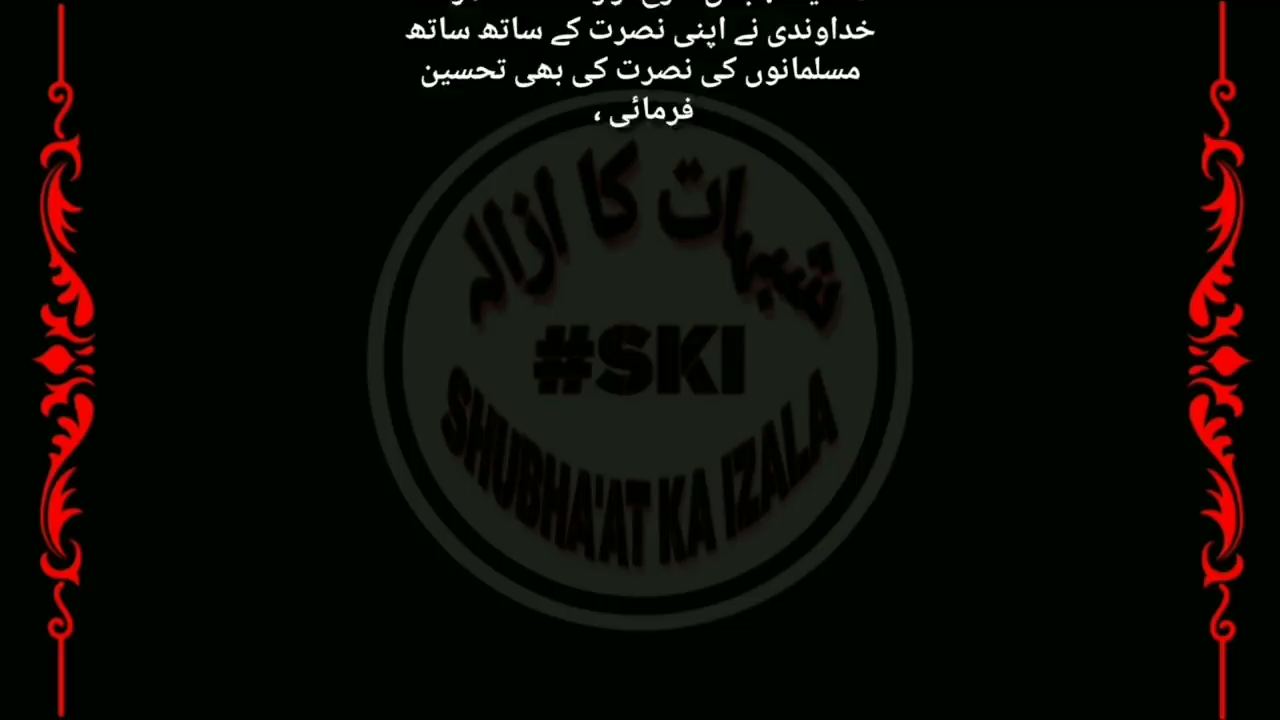 خداوندی نے اپنی نصرت کے ساتھ ساتھ
مسلمانوں کی نصرت کی بھی تحسین
فرمائی ،
شبہات کا ازالہ
#SKI
SHUBHA'AT KA IZALA